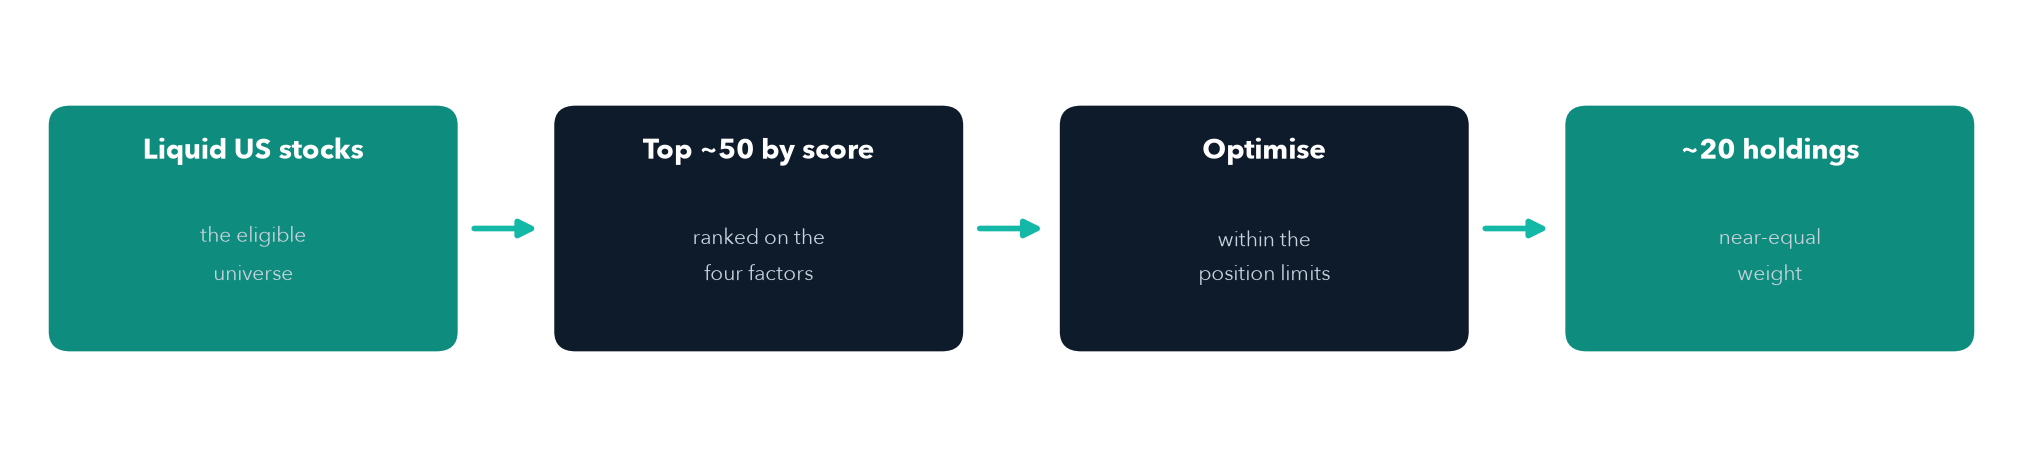 Liquid US stocks
the eligible
universe
Top ~50 by score
ranked on the
four factors
Optimise
within the
position limits
~20 holdings
near-equal
weight